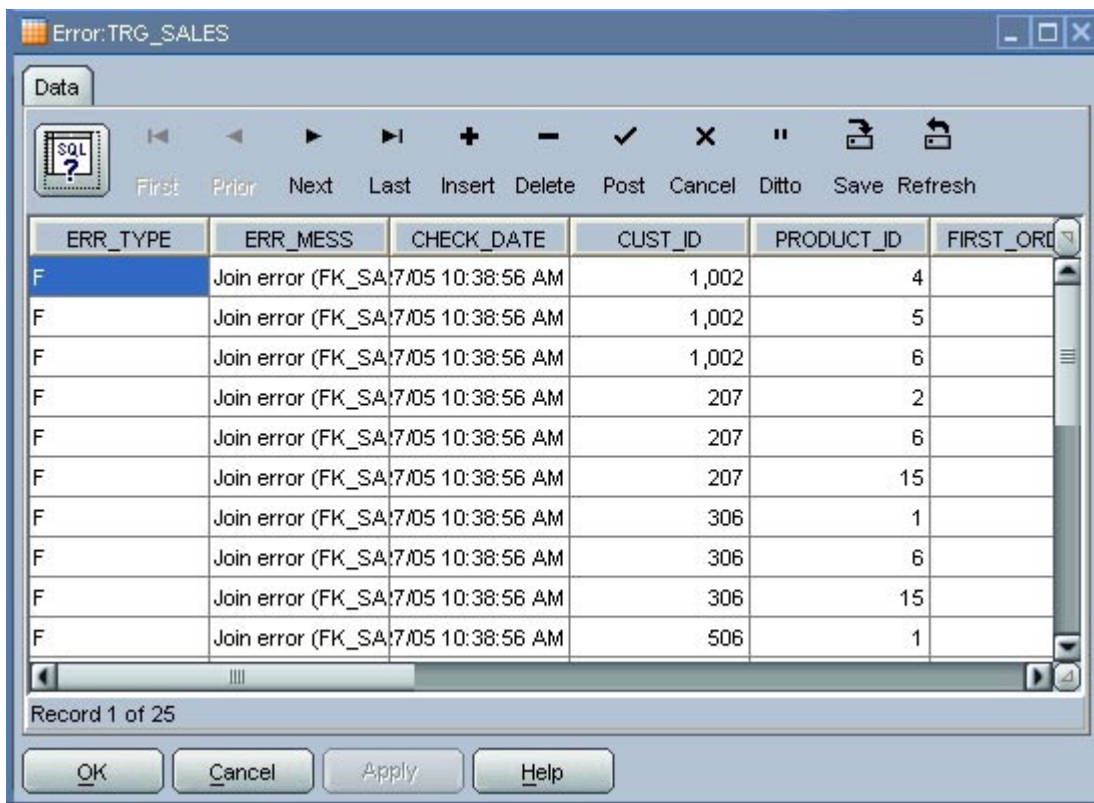 Error:TRG_SALES
Data
SQL
?
First Prior Next Last Insert Delete Post Cancel Ditto Save Refresh
ERR_TYPE ERR_MESS CHECK_DATE CUST_ID PRODUCT_ID FIRST_ORD
F Join error (FK_SA 7/05 10:38:56 AM 1,002 4
F Join error (FK_SA 7/05 10:38:56 AM 1,002 5
F Join error (FK_SA 7/05 10:38:56 AM 1,002 6
F Join error (FK_SA 7/05 10:38:56 AM 207 2
F Join error (FK_SA 7/05 10:38:56 AM 207 6
F Join error (FK_SA 7/05 10:38:56 AM 207 15
F Join error (FK_SA 7/05 10:38:56 AM 306 1
F Join error (FK_SA 7/05 10:38:56 AM 306 6
F Join error (FK_SA 7/05 10:38:56 AM 306 15
F Join error (FK_SA 7/05 10:38:56 AM 506 1
Record 1 of 25
OK Cancel Apply Help